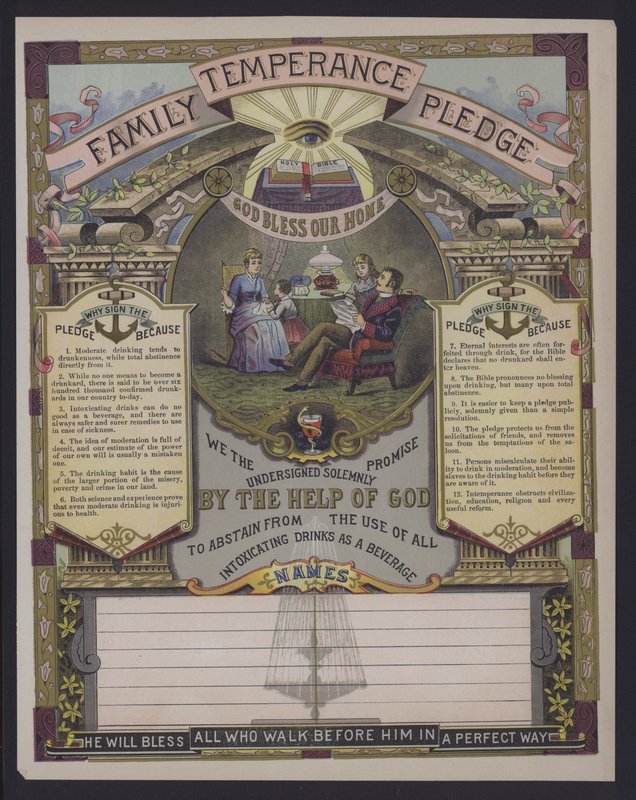 FAMILY TEMPERANCE PLEDGE
HOLY BIBLE
GOD BLESS OUR HOME
WHY SIGN THE
PLEDGE BECAUSE
1. Moderate drinking tends to
drunkenness, while total abstinence
directly from it.
2. While no one means to become a
drunkard, there is said to be over six
hundred thousand confirmed drunk-
ards in our country to-day.
3. Intoxicating drinks can do no
good as a beverage, and there are
always safer and surer remedies to use
in case of sickness.
4. The idea of moderation is full of
deceit, and our estimate of the power
of our own will is usually a mistaken
one.
5. The drinking habit is the cause
of the larger portion of the misery,
poverty and crime in our land.
6. Both science and experience prove
that even moderate drinking is injuri-
ous to health.
WHY SIGN THE
PLEDGE BECAUSE
7. Eternal interests are often for-
feited through drink, for the Bible
declares that no drunkard shall en-
ter heaven.
8. The Bible pronounces no blessing
upon drinking, but many upon total
abstinence.
9. It is easier to keep a pledge pub-
licly, solemnly given than a simple
resolution.
10. The pledge protects us from the
solicitations of friends, and removes
us from the temptations of the sa-
loon.
11. Persons miscalculate their abil-
ity to drink in moderation, and become
slaves to the drinking habit before they
are aware of it.
12. Intemperance obstructs civiliza-
tion, education, religion and every
useful reform.
WE THE
UNDERSIGNED SOLEMNLY
PROMISE
BY THE HELP OF GOD
TO ABSTAIN FROM THE USE OF ALL
INTOXICATING DRINKS AS A BEVERAGE
NAMES
HE WILL BLESS ALL WHO WALK BEFORE HIM IN A PERFECT WAY